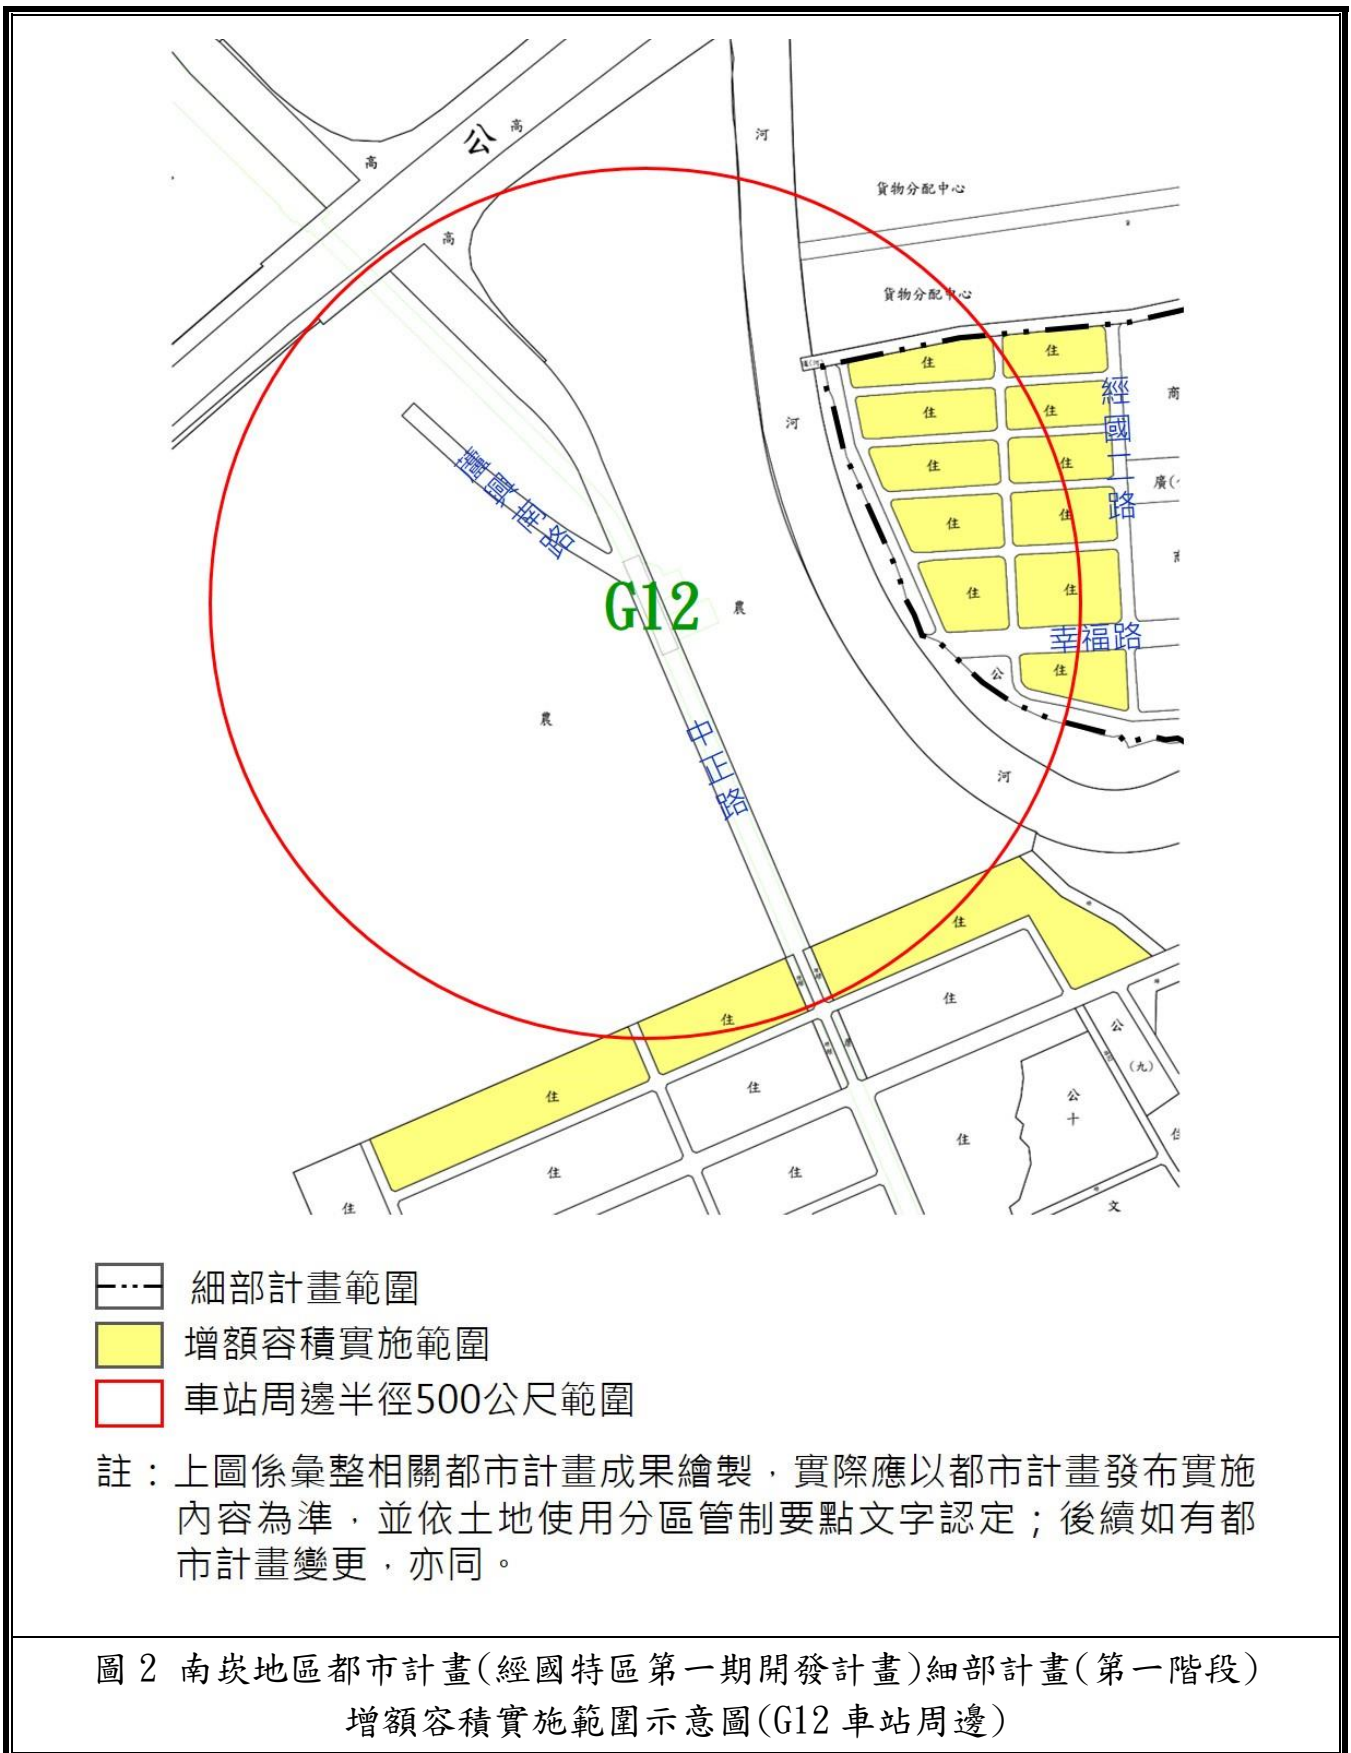 高
公
高
河
貨物分配中心
高
貨物分配中心
住
住
經國二路
商
河
住
住
蘆興南路
住
住
廣(
住
住
G12
農
住
住
幸福路
公
住
農
中正路
河
住
住
住
公
(九)
住
住
公
十
住
住
住
住
文
細部計畫範圍
增額容積實施範圍
車站周邊半徑500公尺範圍
註：上圖係彙整相關都市計畫成果繪製，實際應以都市計畫發布實施
內容為準，並依土地使用分區管制要點文字認定；後續如有都
市計畫變更，亦同。
圖 2 南崁地區都市計畫(經國特區第一期開發計畫)細部計畫(第一階段)
增額容積實施範圍示意圖(G12 車站周邊)